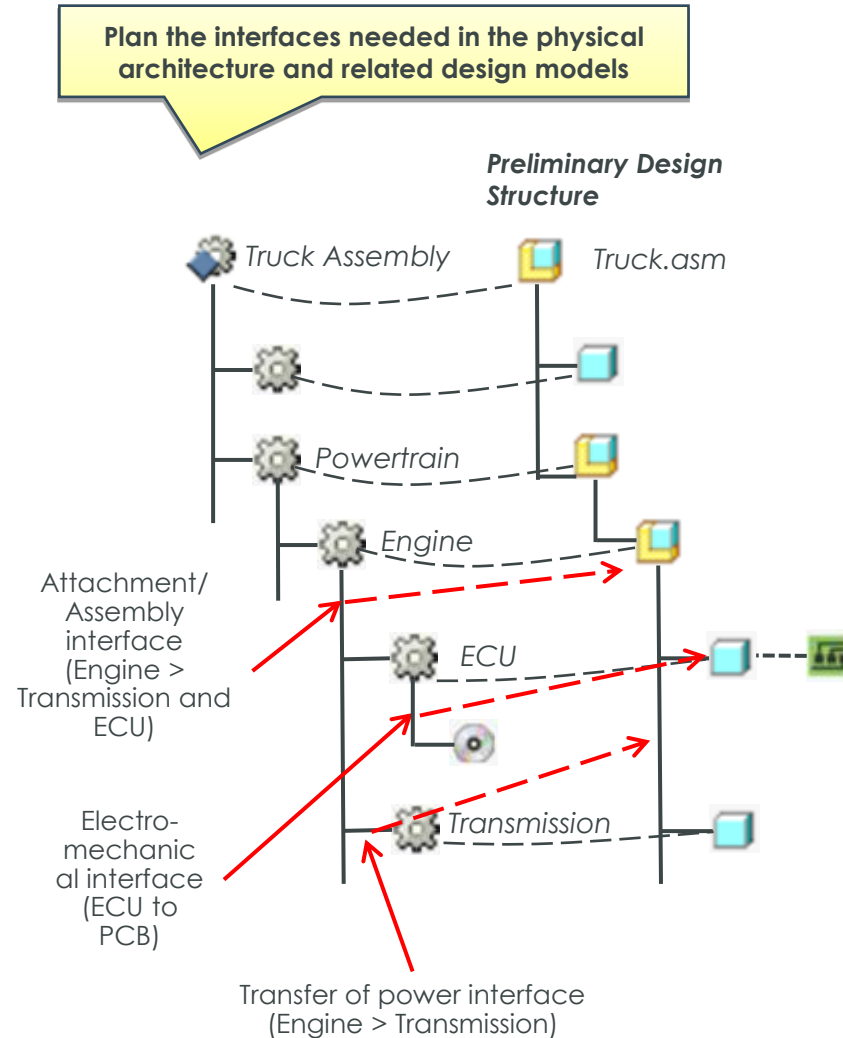 Plan the interfaces needed in the physical
architecture and related design models
Preliminary Design
Structure
Truck Assembly
Truck.asm
Powertrain
Engine
Attachment/
Assembly
interface
(Engine >
Transmission and
ECU)
ECU
Electro-
mechanic
al interface
(ECU to
PCB)
Transmission
Transfer of power interface
(Engine > Transmission)